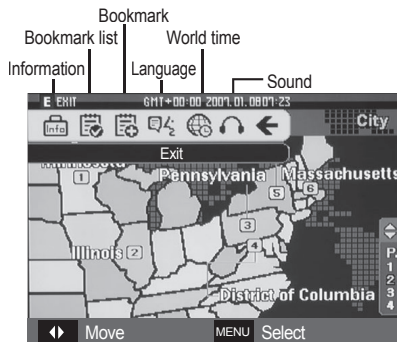 Bookmark
Bookmark list World time
Information Language
Sound
E EXIT GMT+00:00 2007.01.08 07:23
Info City
Exit
Minnesota Pennsylvania Massachusetts
1 5 6
3
Illinois 2 4
1
2
District of Columbia 3
4
Move MENU Select